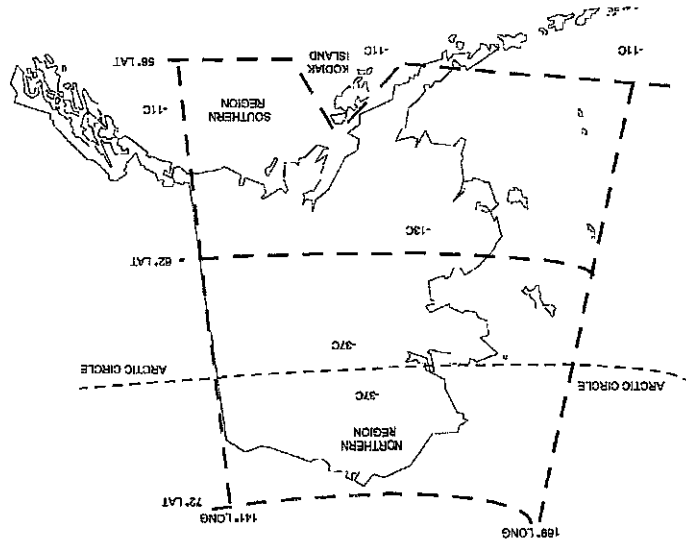 169° LONG
141° LONG
72° LAT
NORTHERN
REGION
-37C
ARCTIC CIRCLE
ARCTIC CIRCLE
-37C
62° LAT
-13C
SOUTHERN
REGION
-11C
-11C
KODIAK
ISLAND
-11C
56° LAT